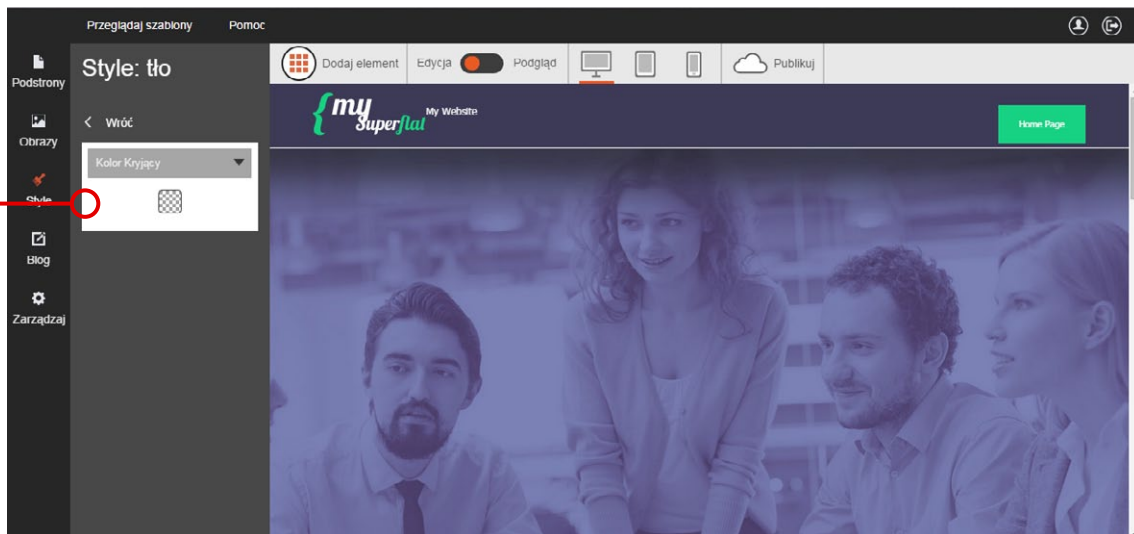 Przeglądaj szablony Pomoc
Podstrony
Obrazy
Style
Blog
Zarządzaj
Style: tło
Wróć
Kolor Kryjący
Dodaj element Edycja Podgląd Publikuj
{my
Superflat
My Website
Home Page